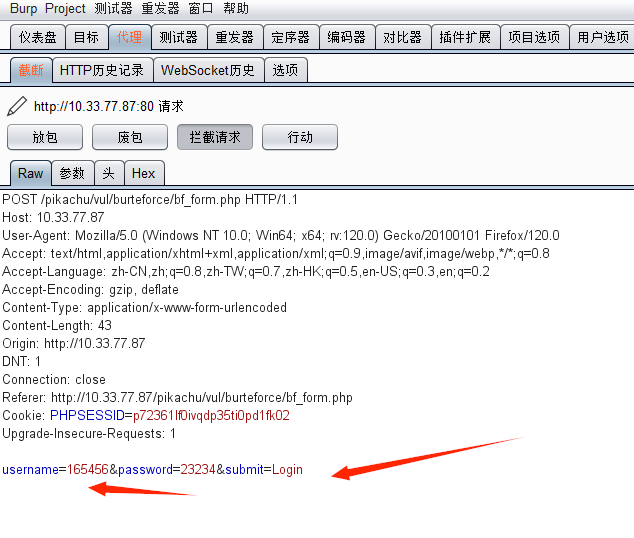 Burp Project 测试器 重发器 窗口 帮助
仪表盘 目标 代理 测试器 重发器 定序器 编码器 对比器 插件扩展 项目选项 用户选项
截断 HTTP历史记录 WebSocket历史 选项
http://10.33.77.87:80 请求
放包 废包 拦截请求 行动
Raw 参数 头 Hex
POST /pikachu/vul/burteforce/bf_form.php HTTP/1.1
Host: 10.33.77.87
User-Agent: Mozilla/5.0 (Windows NT 10.0; Win64; x64; rv:120.0) Gecko/20100101 Firefox/120.0
Accept: text/html,application/xhtml+xml,application/xml;q=0.9,image/avif,image/webp,*/*;q=0.8
Accept-Language: zh-CN,zh;q=0.8,zh-TW;q=0.7,zh-HK;q=0.5,en-US;q=0.3,en;q=0.2
Accept-Encoding: gzip, deflate
Content-Type: application/x-www-form-urlencoded
Content-Length: 43
Origin: http://10.33.77.87
DNT: 1
Connection: close
Referer: http://10.33.77.87/pikachu/vul/burteforce/bf_form.php
Cookie: PHPSESSID=p72361lf0ivqdp35ti0pd1fk02
Upgrade-Insecure-Requests: 1
username=165456&password=23234&submit=Login